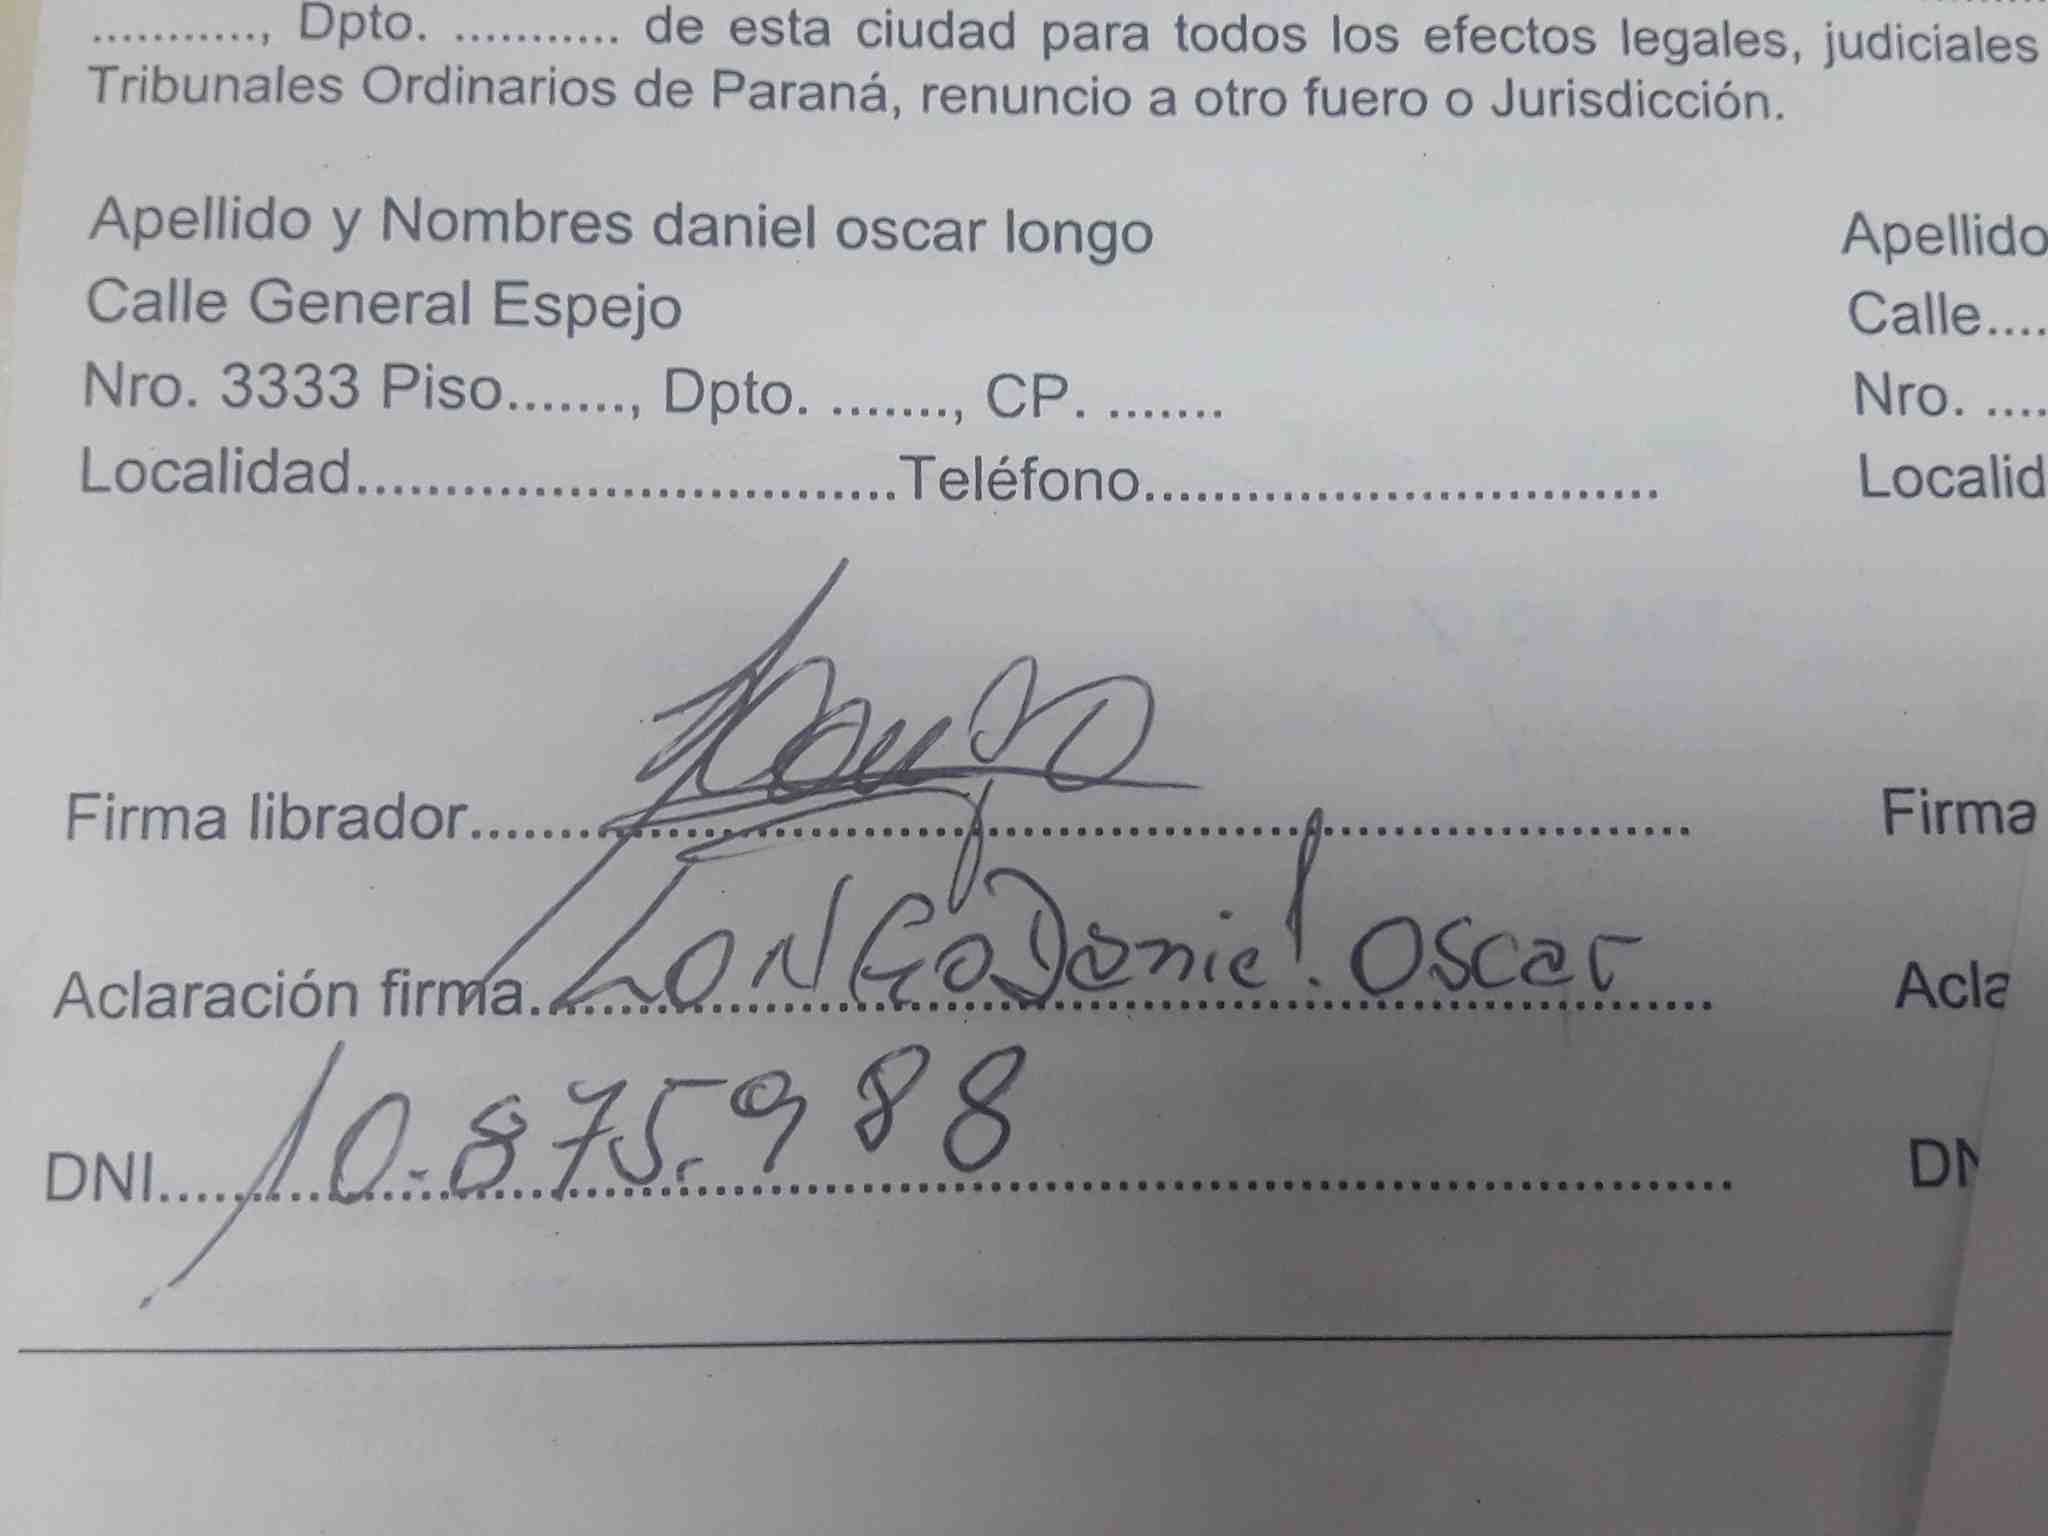 ..........., Dpto. ........... de esta ciudad para todos los efectos legales, judiciales
Tribunales Ordinarios de Paraná, renuncio a otro fuero o Jurisdicción.
Apellido y Nombres daniel oscar longo
Calle General Espejo
Nro. 3333 Piso......., Dpto. ......., CP. .......
Localidad...............................Teléfono..............................
Firma librador..............................
Aclaración firma. LONGO Daniel Oscar
DNI..... 10.875.988
Apellido
Calle....
Nro. ....
Localid
Firma
Acla
DN